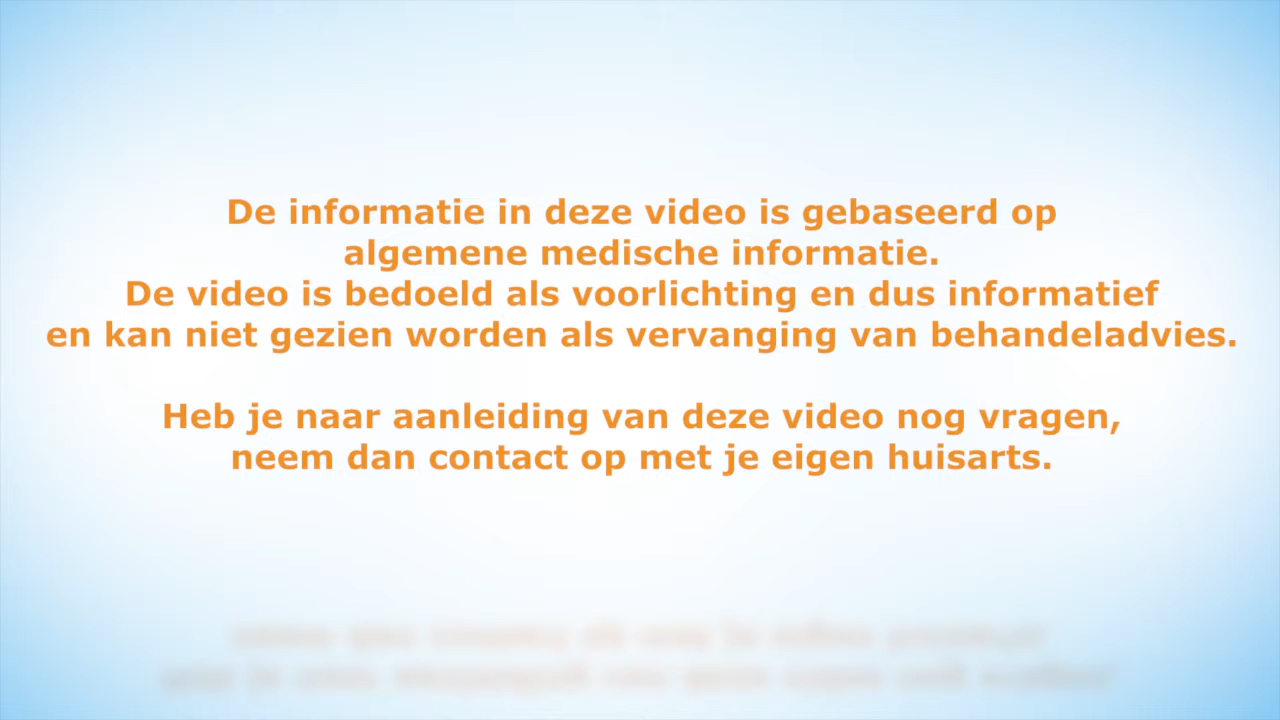 De informatie in deze video is gebaseerd op
algemene medische informatie.
De video is bedoeld als voorlichting en dus informatief
en kan niet gezien worden als vervanging van behandeladvies.
Heb je naar aanleiding van deze video nog vragen,
neem dan contact op met je eigen huisarts.